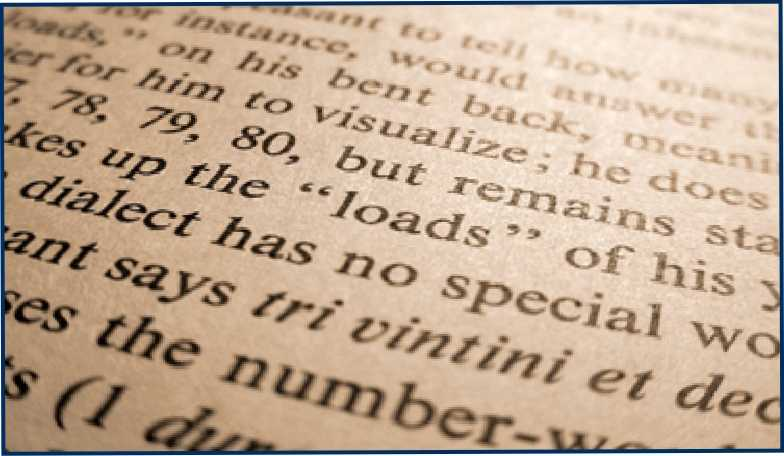 easant to tell how many
for instance, would answer th
loads," on his bent back, meani
ier for him to visualize; he does
7, 78, 79, 80, but remains sta
akes up the "loads" of his y
dialect has no special wo
ant says tri vintini et dec
ses the number-wo
ts (1 dur